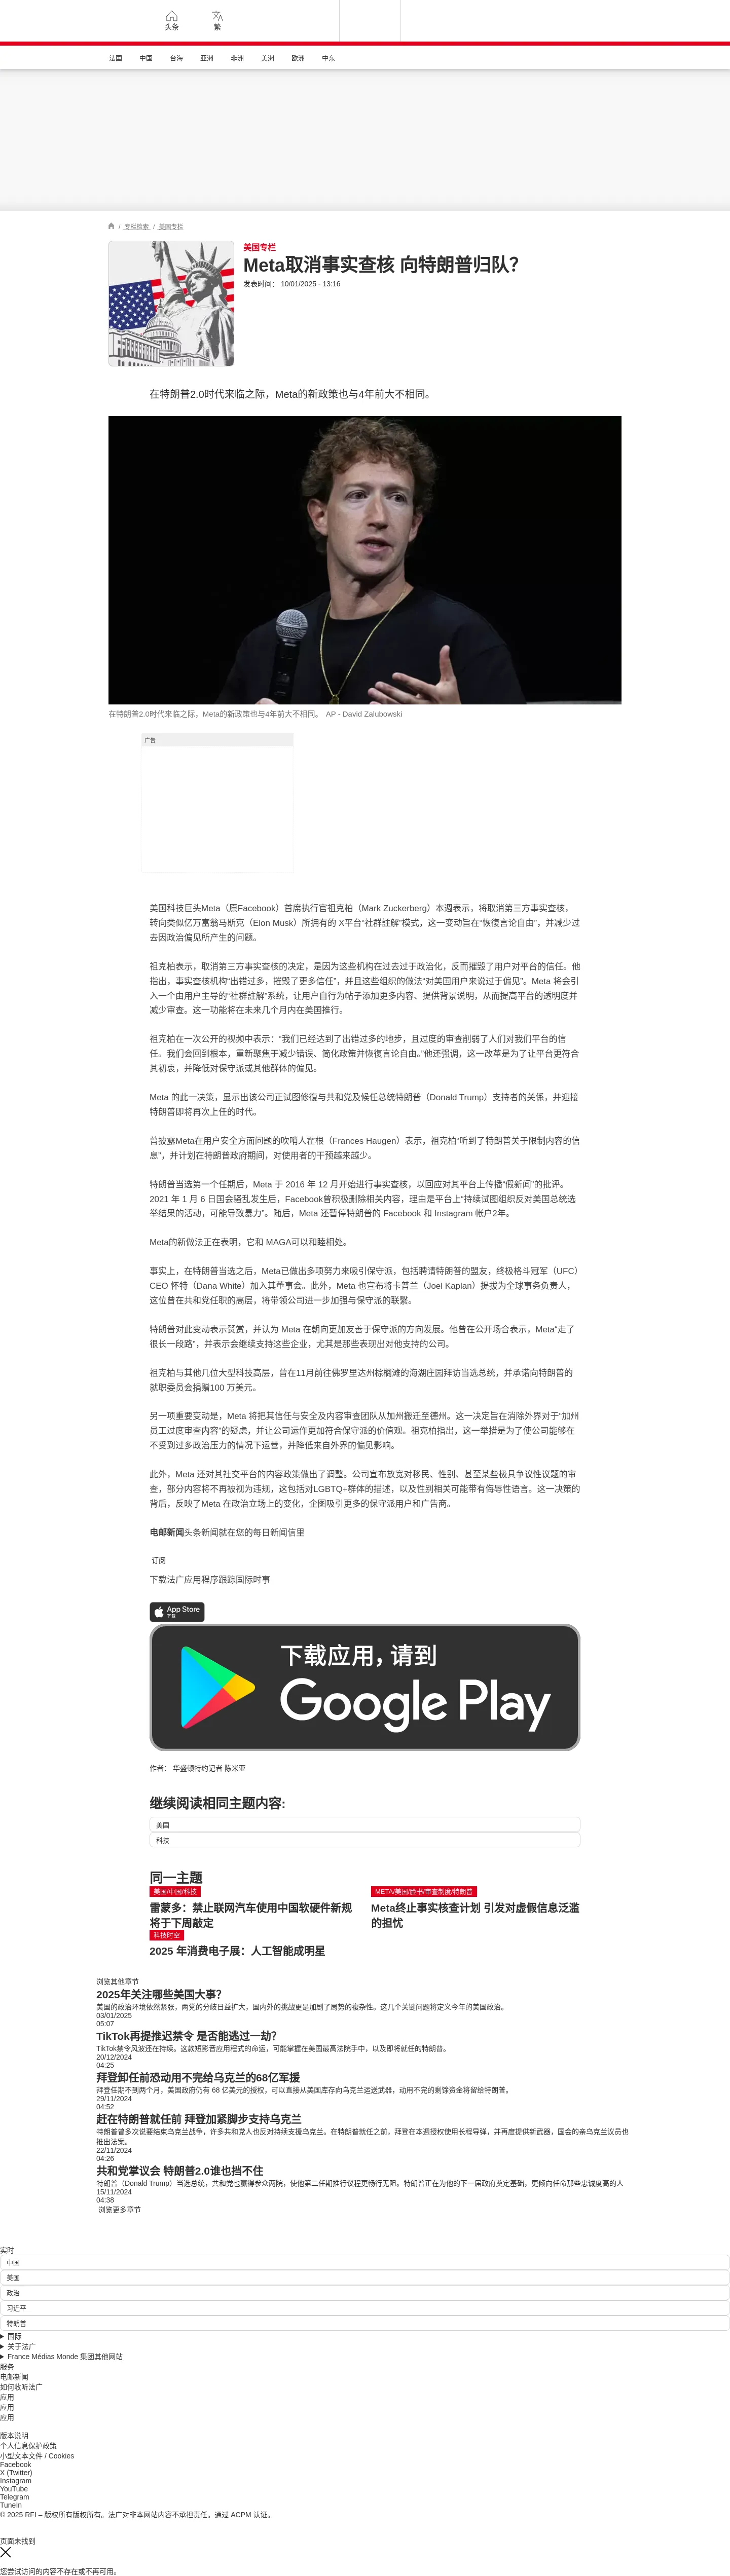 头条
繁
法国 中国 台海 亚洲 非洲 美洲 欧洲 中东
/ 专栏检索 / 美国专栏
美国专栏
Meta取消事实查核 向特朗普归队?
发表时间： 10/01/2025 - 13:16
在特朗普2.0时代来临之际，Meta的新政策也与4年前大不相同。
在特朗普2.0时代来临之际，Meta的新政策也与4年前大不相同。 AP - David Zalubowski
广告
美国科技巨头Meta（原Facebook）首席执行官祖克柏（Mark Zuckerberg）本週表示，将取消第三方事实查核，
转向类似亿万富翁马斯克（Elon Musk）所拥有的 X平台“社群註解”模式，这一变动旨在“恢復言论自由”，并减少过
去因政治偏见所产生的问题。
祖克柏表示，取消第三方事实查核的决定，是因为这些机构在过去过于政治化，反而摧毁了用户对平台的信任。他
指出，事实查核机构“出错过多，摧毁了更多信任”，并且这些组织的做法“对美国用户来说过于偏见”。Meta 将会引
入一个由用户主导的“社群註解”系统，让用户自行为帖子添加更多内容、提供背景说明，从而提高平台的透明度并
减少审查。这一功能将在未来几个月内在美国推行。
祖克柏在一次公开的视频中表示：“我们已经达到了出错过多的地步，且过度的审查削弱了人们对我们平台的信
任。我们会回到根本，重新聚焦于减少错误、简化政策并恢復言论自由。”他还强调，这一改革是为了让平台更符合
其初衷，并降低对保守派或其他群体的偏见。
Meta 的此一决策，显示出该公司正试图修復与共和党及候任总统特朗普（Donald Trump）支持者的关係，并迎接
特朗普即将再次上任的时代。
曾披露Meta在用户安全方面问题的吹哨人霍根（Frances Haugen）表示，祖克柏“听到了特朗普关于限制内容的信
息”，并计划在特朗普政府期间，对使用者的干预越来越少。
特朗普当选第一个任期后，Meta 于 2016 年 12 月开始进行事实核查，以回应对其平台上传播“假新闻”的批评。
2021 年 1 月 6 日国会骚乱发生后，Facebook曾积极删除相关内容，理由是平台上“持续试图组织反对美国总统选
举结果的活动，可能导致暴力”。随后，Meta 还暂停特朗普的 Facebook 和 Instagram 帐户2年。
Meta的新做法正在表明，它和 MAGA可以和睦相处。
事实上，在特朗普当选之后，Meta已做出多项努力来吸引保守派，包括聘请特朗普的盟友，终极格斗冠军（UFC）
CEO 怀特（Dana White）加入其董事会。此外，Meta 也宣布将卡普兰（Joel Kaplan）提拔为全球事务负责人，
这位曾在共和党任职的高层，将带领公司进一步加强与保守派的联繫。
特朗普对此变动表示赞赏，并认为 Meta 在朝向更加友善于保守派的方向发展。他曾在公开场合表示，Meta“走了
很长一段路”，并表示会继续支持这些企业，尤其是那些表现出对他支持的公司。
祖克柏与其他几位大型科技高层，曾在11月前往佛罗里达州棕榈滩的海湖庄园拜访当选总统，并承诺向特朗普的
就职委员会捐赠100 万美元。
另一项重要变动是，Meta 将把其信任与安全及内容审查团队从加州搬迁至德州。这一决定旨在消除外界对于“加州
员工过度审查内容”的疑虑，并让公司运作更加符合保守派的价值观。祖克柏指出，这一举措是为了使公司能够在
不受到过多政治压力的情况下运营，并降低来自外界的偏见影响。
此外，Meta 还对其社交平台的内容政策做出了调整。公司宣布放宽对移民、性别、甚至某些极具争议性议题的审
查，部分内容将不再被视为违规，这包括对LGBTQ+群体的描述，以及性别相关可能带有侮辱性语言。这一决策的
背后，反映了Meta 在政治立场上的变化，企图吸引更多的保守派用户和广告商。
电邮新闻头条新闻就在您的每日新闻信里
订阅
下载法广应用程序跟踪国际时事
App Store
下载
下载应用，请到
Google Play
作者： 华盛顿特约记者 陈米亚
继续阅读相同主题内容:
美国
科技
同一主题
美国/中国/科技
雷蒙多：禁止联网汽车使用中国软硬件新规
将于下周敲定
META/美国/脸书/审查制度/特朗普
Meta终止事实核查计划 引发对虚假信息泛滥
的担忧
科技时空
2025 年消费电子展：人工智能成明星
浏览其他章节
2025年关注哪些美国大事?
美国的政治环境依然紧张，两党的分歧日益扩大，国内外的挑战更是加剧了局势的複杂性。这几个关键问题将定义今年的美国政治。
03/01/2025
05:07
TikTok再提推迟禁令 是否能逃过一劫?
TikTok禁令风波还在持续。这款短影音应用程式的命运，可能掌握在美国最高法院手中，以及即将就任的特朗普。
20/12/2024
04:25
拜登卸任前恐动用不完给乌克兰的68亿军援
拜登任期不到两个月，美国政府仍有 68 亿美元的授权，可以直接从美国库存向乌克兰运送武器，动用不完的剩馀资金将留给特朗普。
29/11/2024
04:52
赶在特朗普就任前 拜登加紧脚步支持乌克兰
特朗普曾多次说要结束乌克兰战争，许多共和党人也反对持续支援乌克兰。在特朗普就任之前，拜登在本週授权使用长程导弹，并再度提供新武器，国会的亲乌克兰议员也
推出法案。
22/11/2024
04:26
共和党掌议会 特朗普2.0谁也挡不住
特朗普（Donald Trump）当选总统，共和党也赢得参众两院，使他第二任期推行议程更畅行无阻。特朗普正在为他的下一届政府奠定基础，更倾向任命那些忠诚度高的人
15/11/2024
04:38
浏览更多章节
实时
中国
美国
政治
习近平
特朗普
国际
关于法广
France Médias Monde 集团其他网站
服务
电邮新闻
如何收听法广
应用
应用
应用
版本说明
个人信息保护政策
小型文本文件 / Cookies
Facebook
X (Twitter)
Instagram
YouTube
Telegram
TuneIn
© 2025 RFI – 版权所有版权所有。法广对非本网站内容不承担责任。通过 ACPM 认证。
页面未找到
您尝试访问的内容不存在或不再可用。